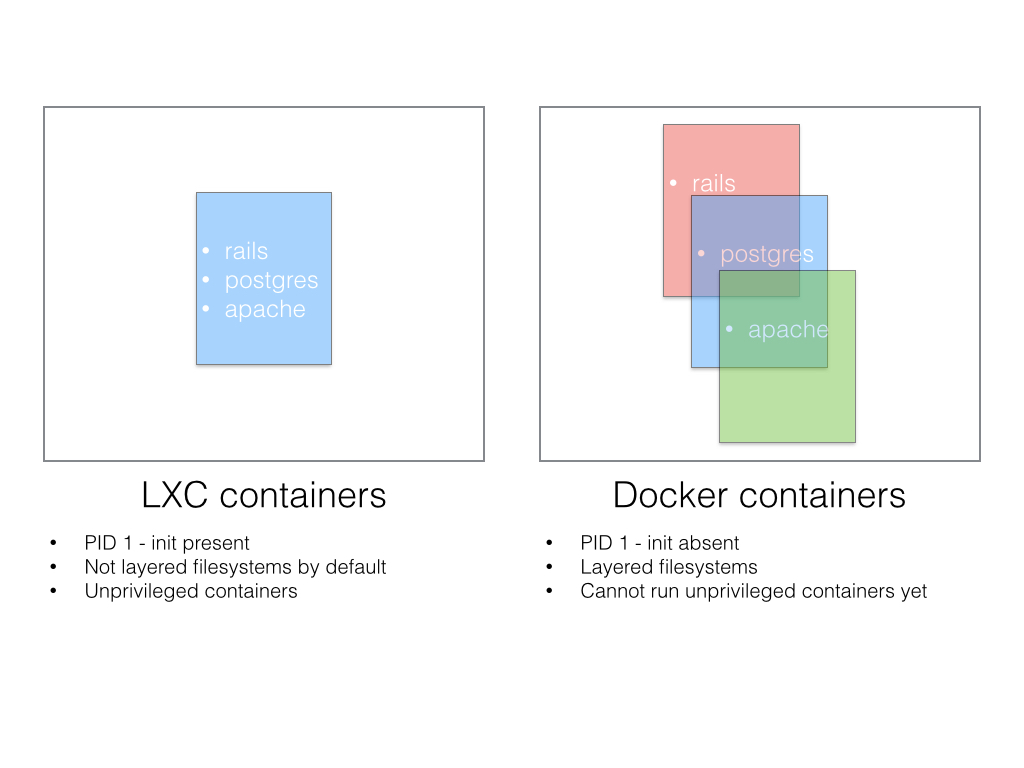 • rails
• postgres
• apache
LXC containers
• PID 1 - init present
• Not layered filesystems by default
• Unprivileged containers
• rails
• postgres
• apache
Docker containers
• PID 1 - init absent
• Layered filesystems
• Cannot run unprivileged containers yet